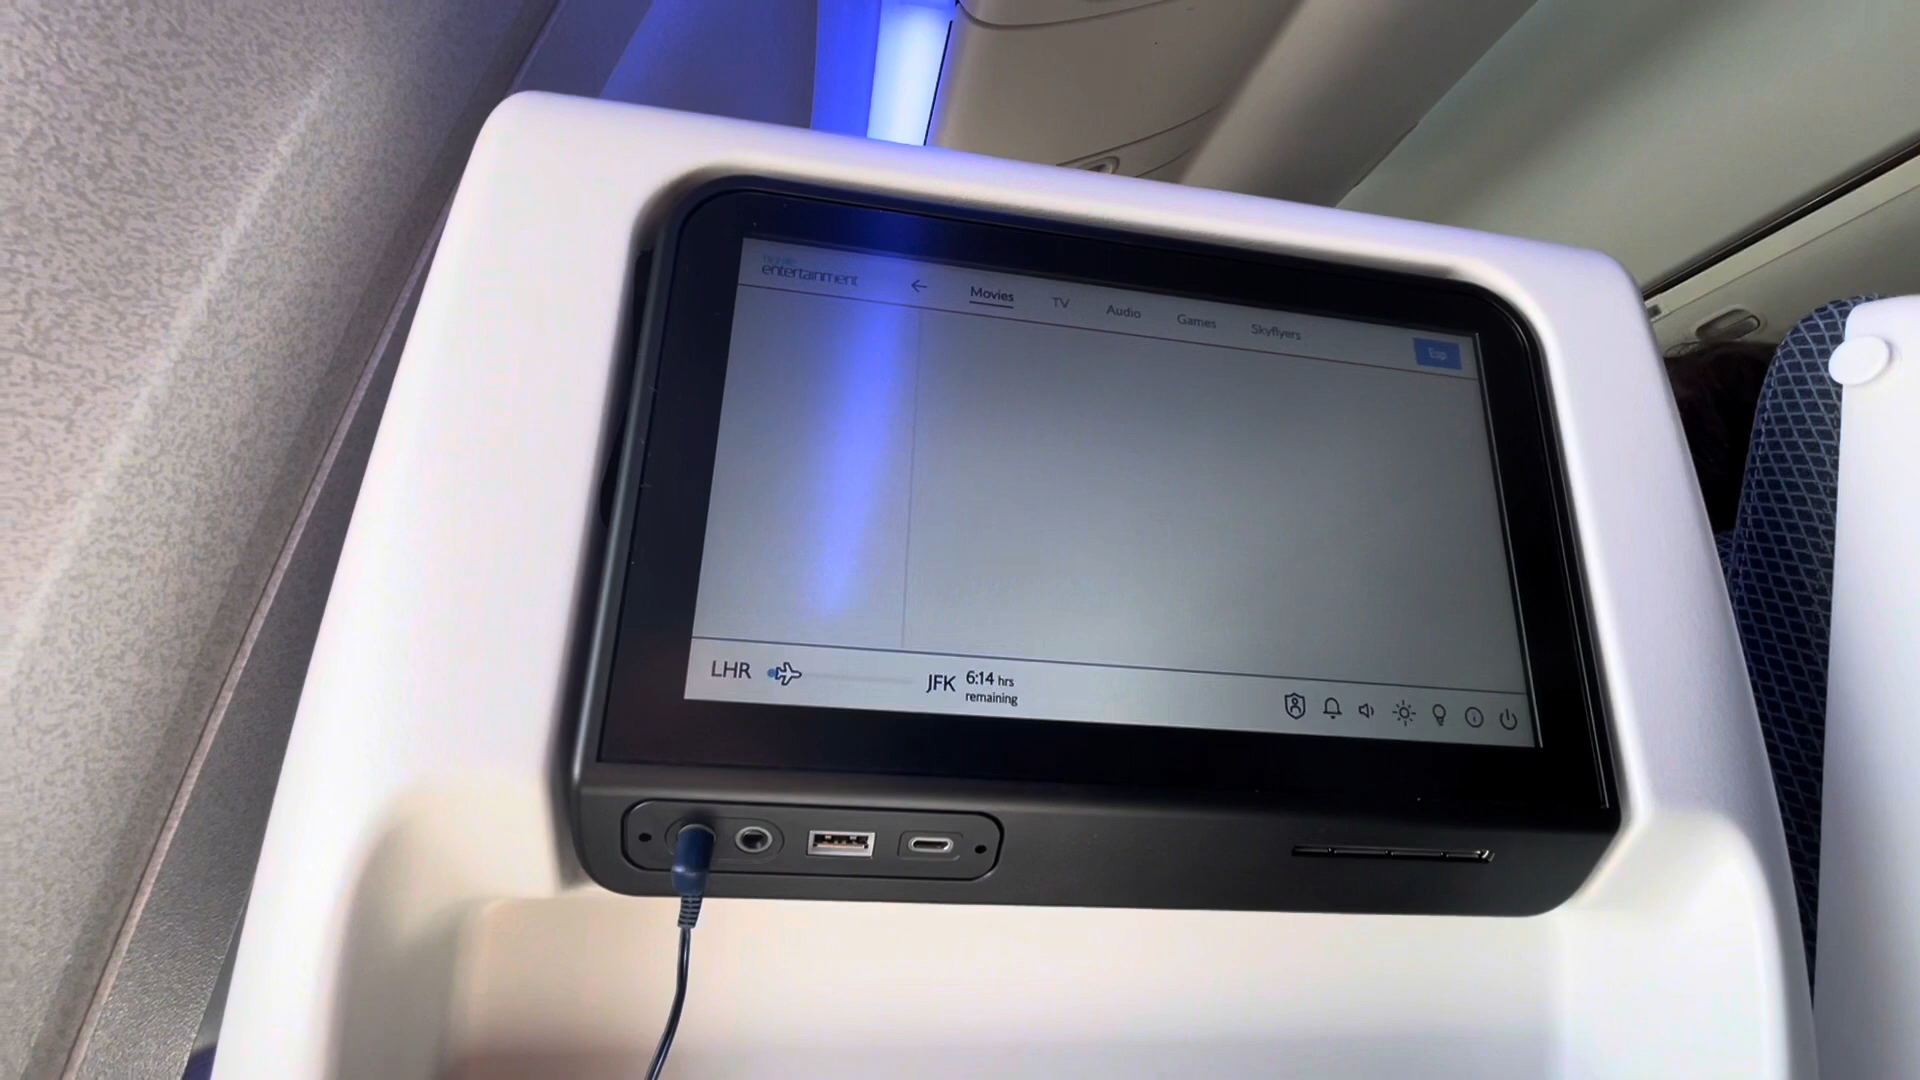 entertainment
Movies TV Audio Games Skyflyers
Esp
LHR JFK 6:14 hrs
remaining